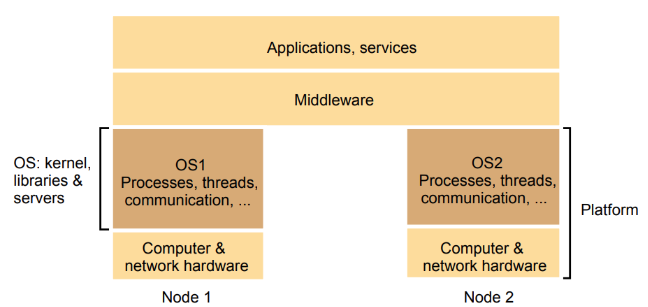 Applications, services
Middleware
OS: kernel,
libraries &
servers
OS1
Processes, threads,
communication, ...
OS2
Processes, threads,
communication, ...
Platform
Computer &
network hardware
Computer &
network hardware
Node 1
Node 2